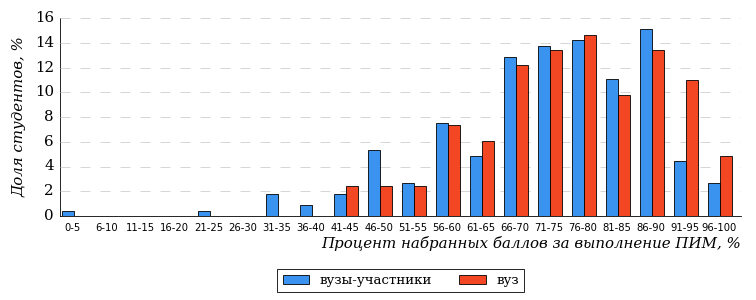 16
14
12
10
8
6
4
2
0
Доля студентов, %
0-5 6-10 11-15 16-20 21-25 26-30 31-35 36-40 41-45 46-50 51-55 56-60 61-65 66-70 71-75 76-80 81-85 86-90 91-95 96-100
Процент набранных баллов за выполнение ПИМ, %
вузы-участники вуз